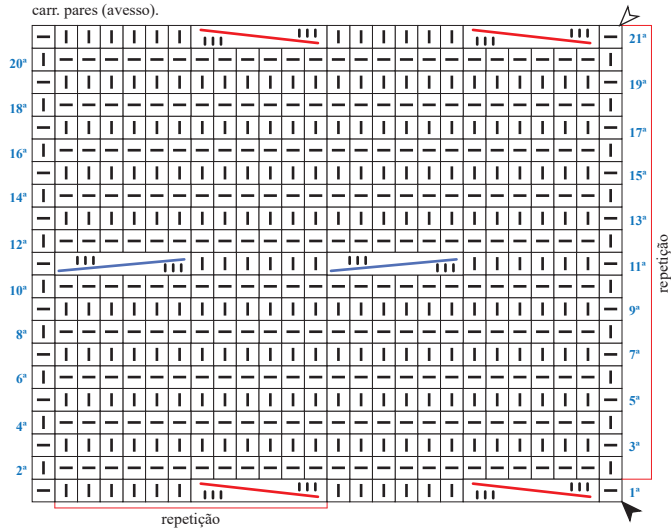 carr. pares (avesso).
21ª
20ª
19ª
18ª
17ª
16ª
15ª
14ª
13ª
12ª
11ª
10ª
9ª
8ª
7ª
6ª
5ª
4ª
3ª
2ª
1ª
repetição
repetição